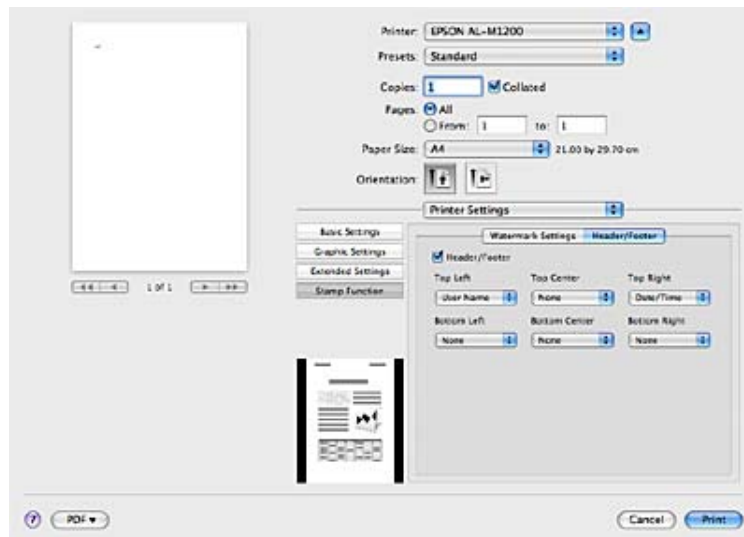 Printer: EPSON AL-M1200
Presets: Standard
Copies: 1 Collated
Pages: All
From: 1 to: 1
Paper Size: A4 21.00 by 29.70 cm
Orientation:
Printer Settings
Basic Settings
Graphic Settings
Extended Settings
Stamp Function
Watermark Settings Header/Footer
Header/Footer
Top Left Top Center Top Right
User Name None Date/Time
Bottom Left Bottom Center Bottom Right
None None None
1 of 1
? PDF Cancel Print